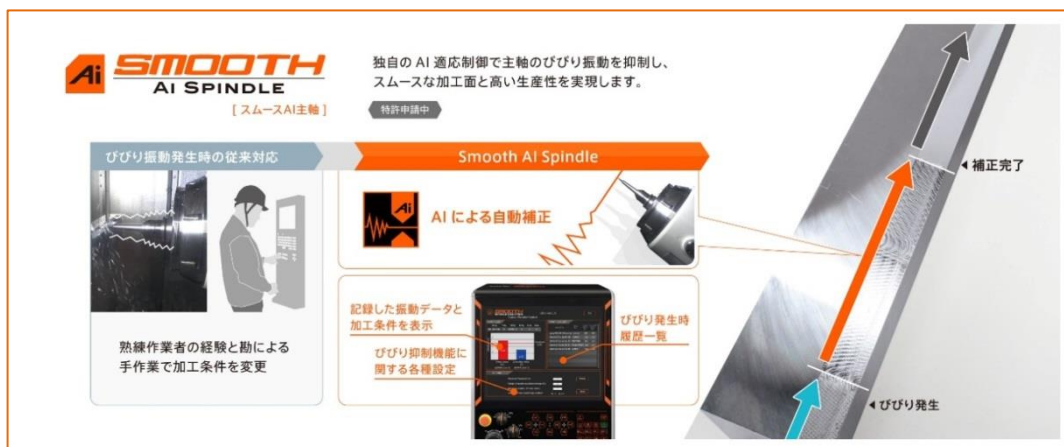 Ai SMOOTH
AI SPINDLE
[ スムースAI主軸 ]
独自の AI 適応制御で主軸のびびり振動を抑制し、
スムースな加工面と高い生産性を実現します。
特許申請中
びびり振動発生時の従来対応
Smooth AI Spindle
熟練作業者の経験と勘による
手作業で加工条件を変更
Ai
AI による自動補正
記録した振動データと
加工条件を表示
びびり抑制機能に
関する各種設定
びびり発生時
履歴一覧
SMOOTH
◀ 補正完了
◀ びびり発生